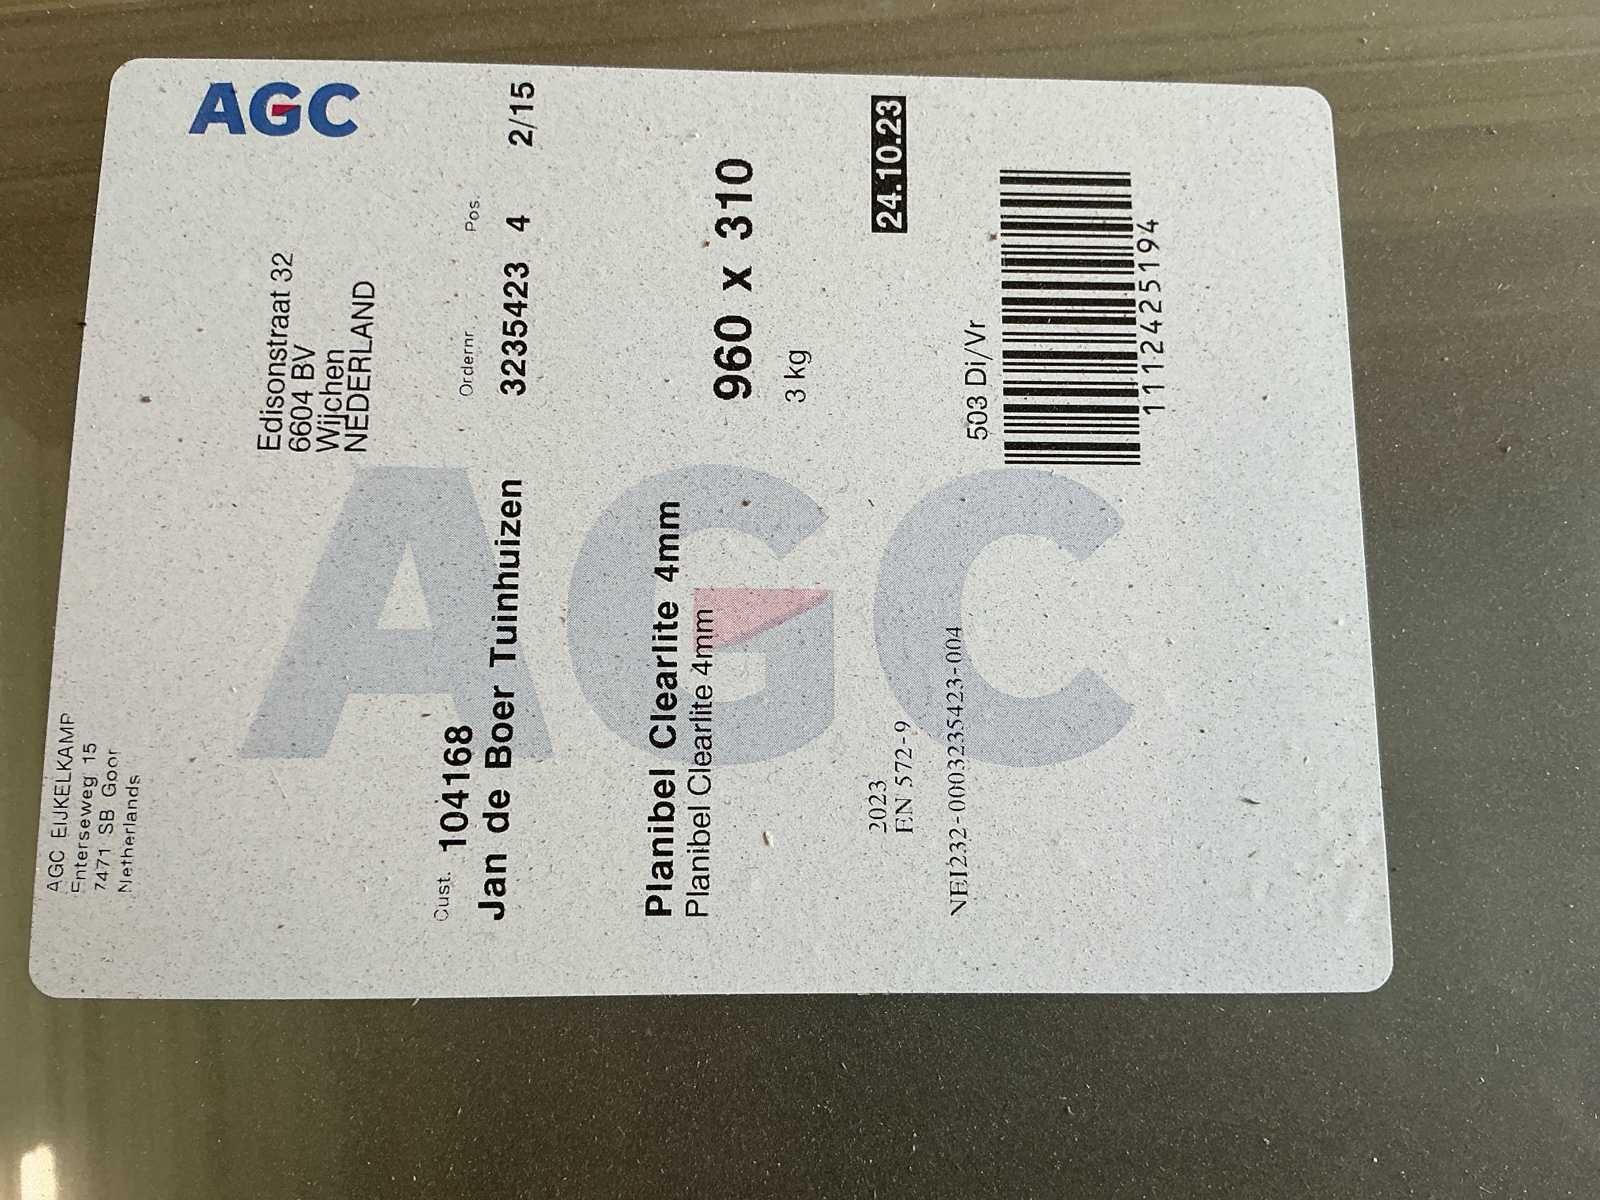 AGC EIJKELKAMP
Enterseweg 15
7471 SB Goor
Netherlands
AGC
Edisonstraat 32
6604 BV
Wijchen
NEDERLAND
Cust. 104168
Ordernr.
Pos.
Jan de Boer Tuinhuizen 3235423 4 2/15
Planibel Clearlite 4mm
Planibel Clearlite 4mm
960 x 310
3 kg
2023
EN 572-9
24.10.23
NEI232-0003235423-004
503 Di/Vr
1112425194
AGC